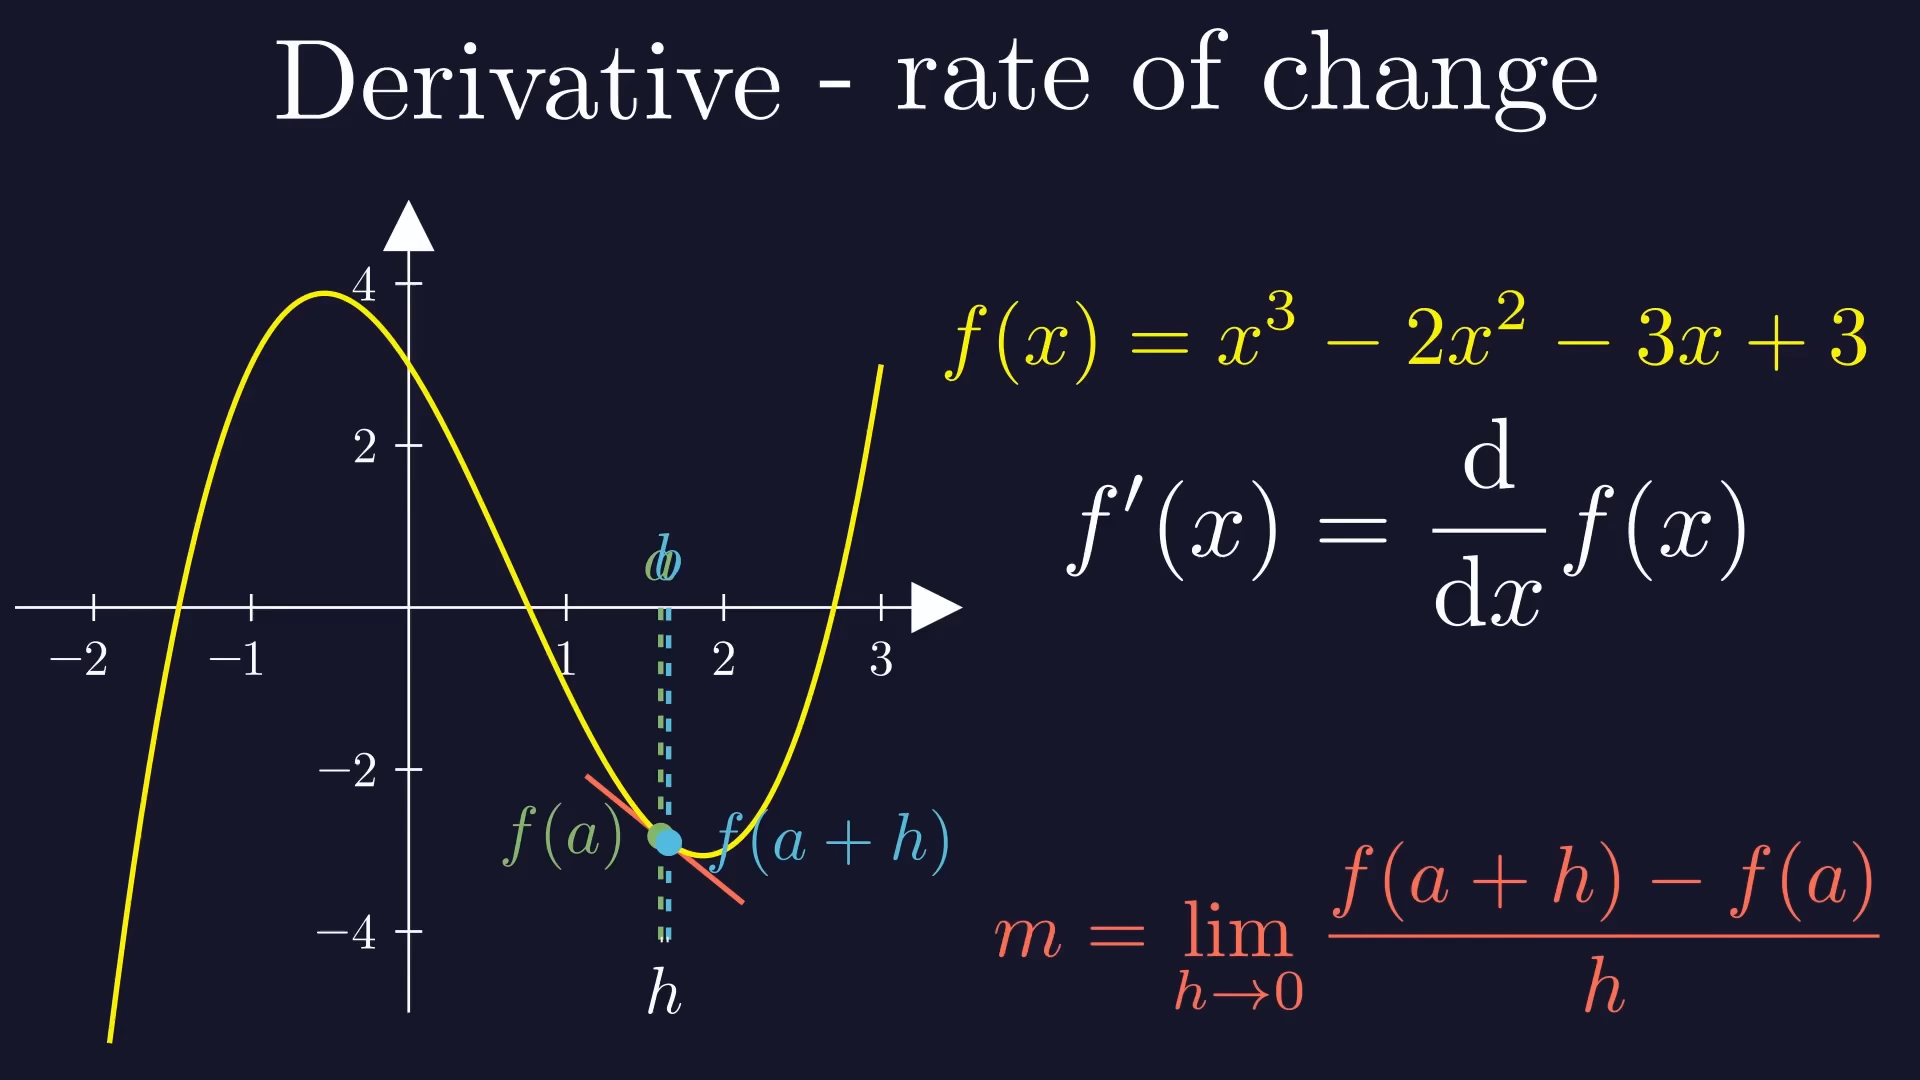 Derivative - rate of change
f(x) = x³ − 2x² − 3x + 3
f′(x) = d/dx f(x)
4
2
−2
−4
−2 −1 1 2 3
a b
f(a)
f(a + h)
h
m = lim h→0 f(a + h) − f(a) / h